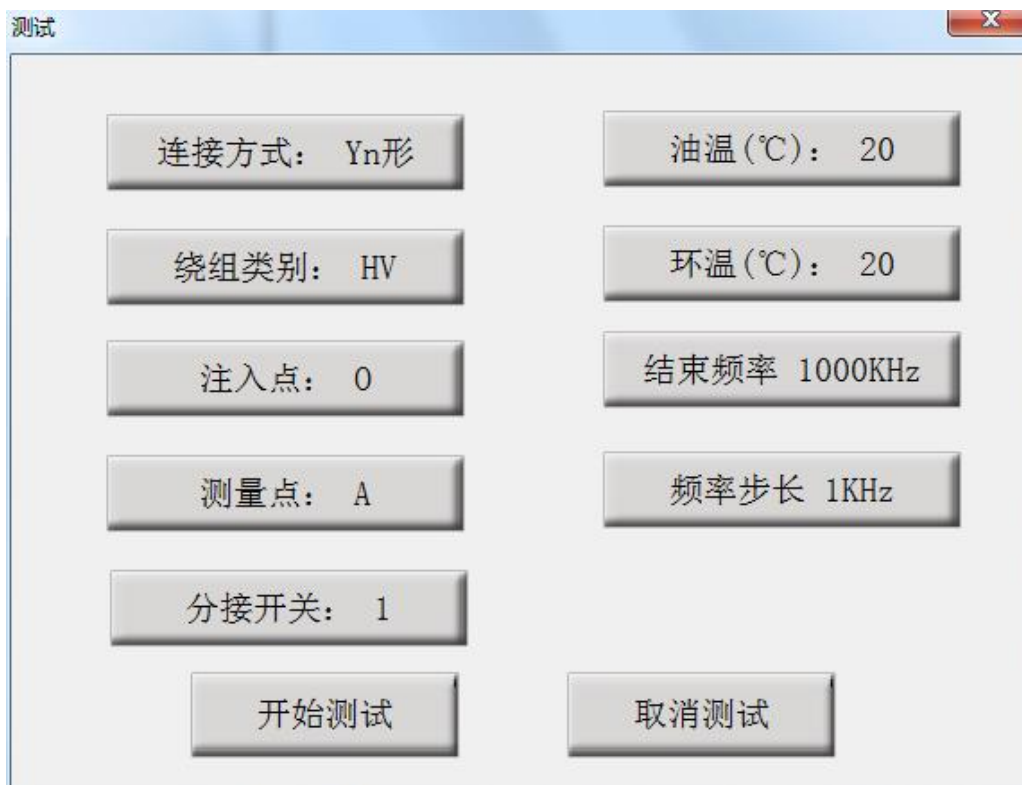 测试
连接方式： Yn形
油温(℃)： 20
绕组类别： HV
环温(℃)： 20
注入点： O
结束频率 1000KHz
测量点： A
频率步长 1KHz
分接开关： 1
开始测试
取消测试